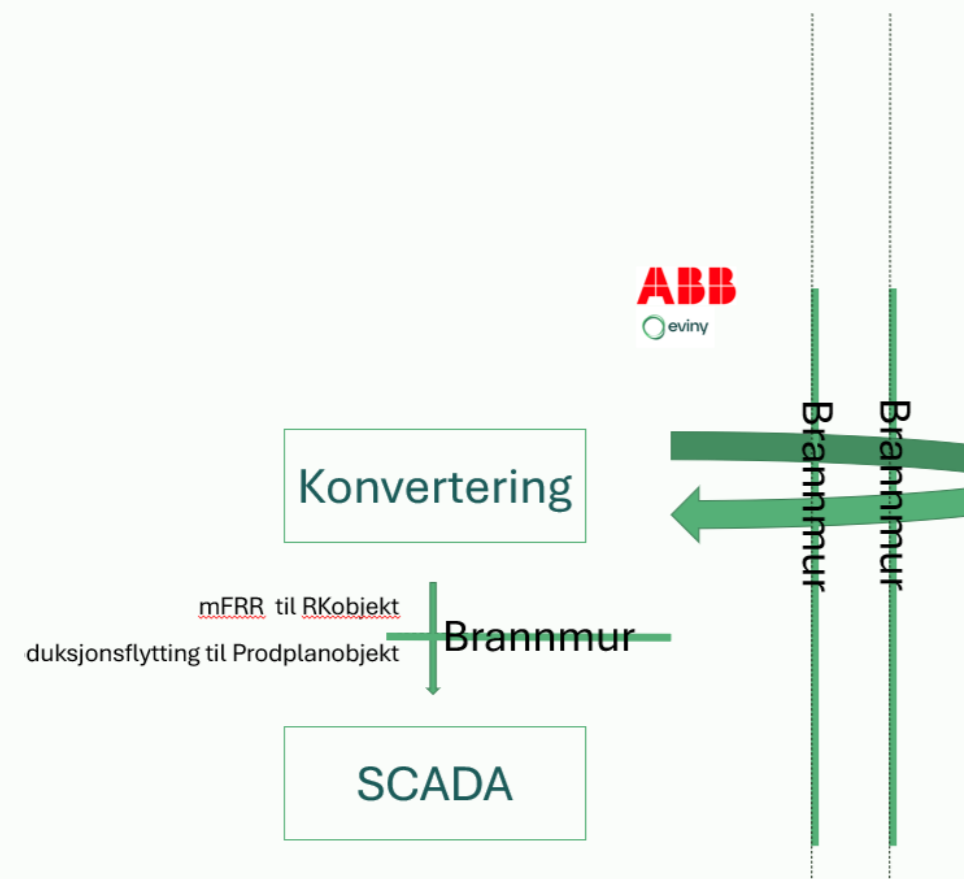 ABB
eviny
Brannmur
Brannmur
Konvertering
mFRR til RKobjekt
duksjonsflytting til Prodplanobjekt
Brannmur
SCADA